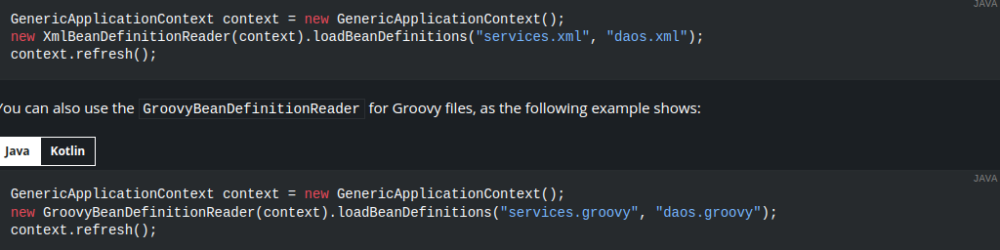 JAVA
GenericApplicationContext context = new GenericApplicationContext();
new XmlBeanDefinitionReader(context).loadBeanDefinitions("services.xml", "daos.xml");
context.refresh();
You can also use the GroovyBeanDefinitionReader for Groovy files, as the following example shows:
Java Kotlin
JAVA
GenericApplicationContext context = new GenericApplicationContext();
new GroovyBeanDefinitionReader(context).loadBeanDefinitions("services.groovy", "daos.groovy");
context.refresh();